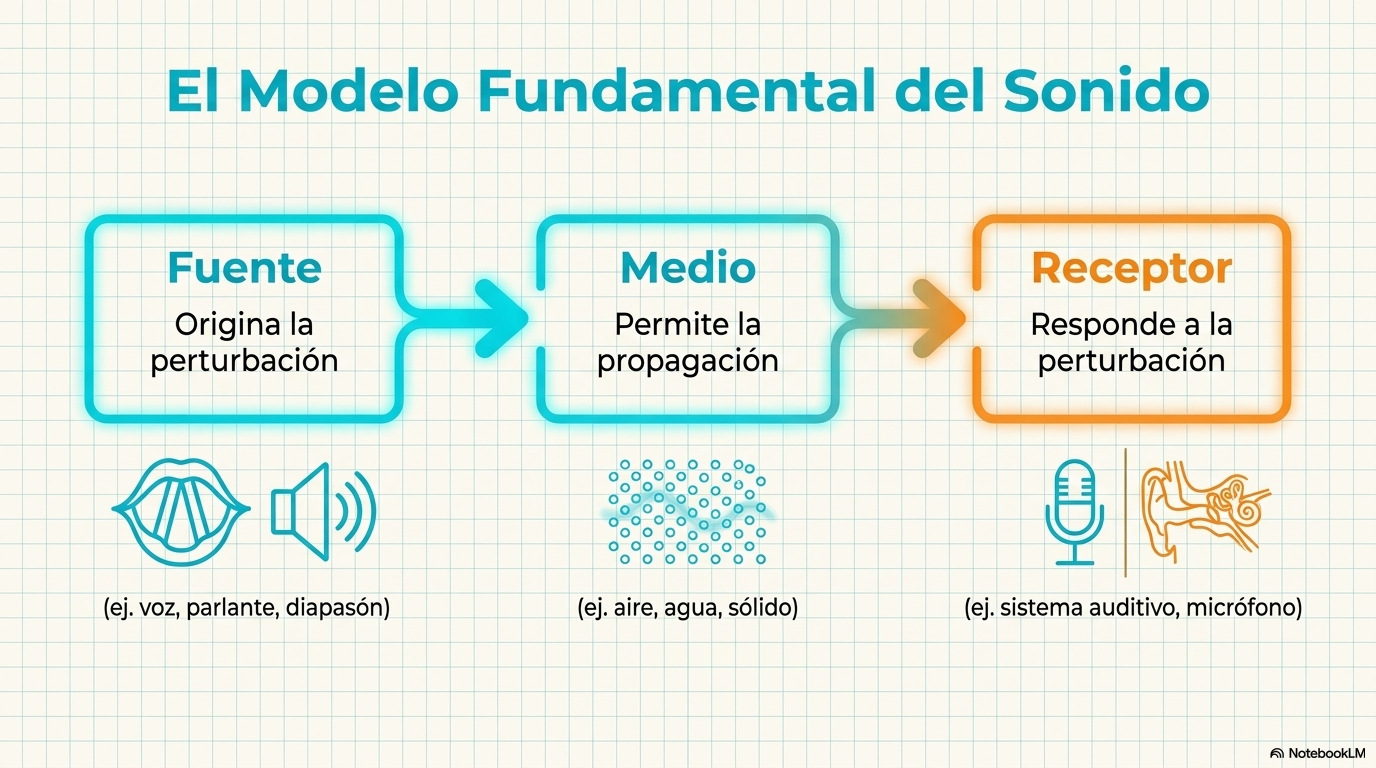 El Modelo Fundamental del Sonido
Fuente
Origina la
perturbación
(ej. voz, parlante, diapasón)
Medio
Permite la
propagación
(ej. aire, agua, sólido)
Receptor
Responde a la
perturbación
(ej. sistema auditivo, micrófono)
NotebookLM